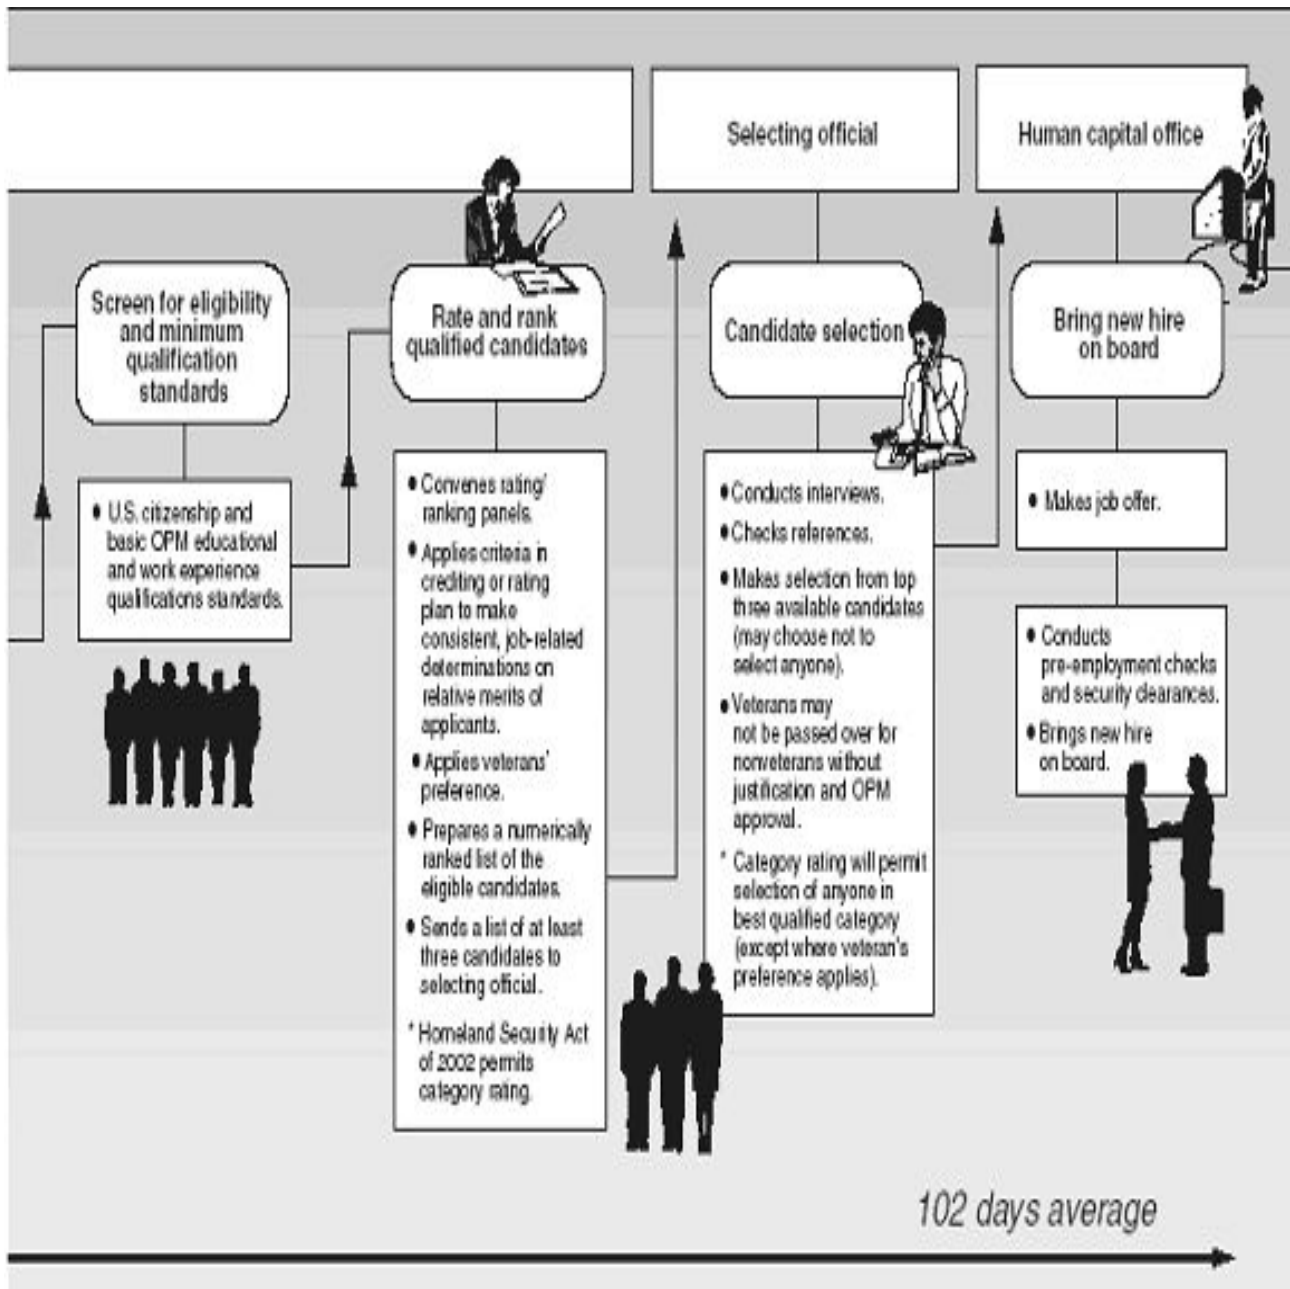 Selecting official
Human capital office
Screen for eligibility
and minimum
qualification
standards
Rate and rank
qualified candidates
Candidate selection
Bring new hire
on board
• U.S. citizenship and
basic OPM educational
and work experience
qualifications standards.
• Convenes rating/
ranking panels.
• Applies criteria in
crediting or rating
plan to make
consistent, job-related
determinations on
relative merits of
applicants.
• Applies veterans'
preference.
• Prepares a numerically
ranked list of the
eligible candidates.
• Sends a list of at least
three candidates to
selecting official.
* Homeland Security Act
of 2002 permits
category rating.
• Conducts interviews.
• Checks references.
• Makes selection from top
three available candidates
(may choose not to
select anyone).
• Veterans may
not be passed over for
nonveterans without
justification and OPM
approval.
* Category rating will permit
selection of anyone in
best qualified category
(except where veteran's
preference applies).
• Makes job offer.
• Conducts
pre-employment checks
and security clearances.
• Brings new hire
on board.
102 days average